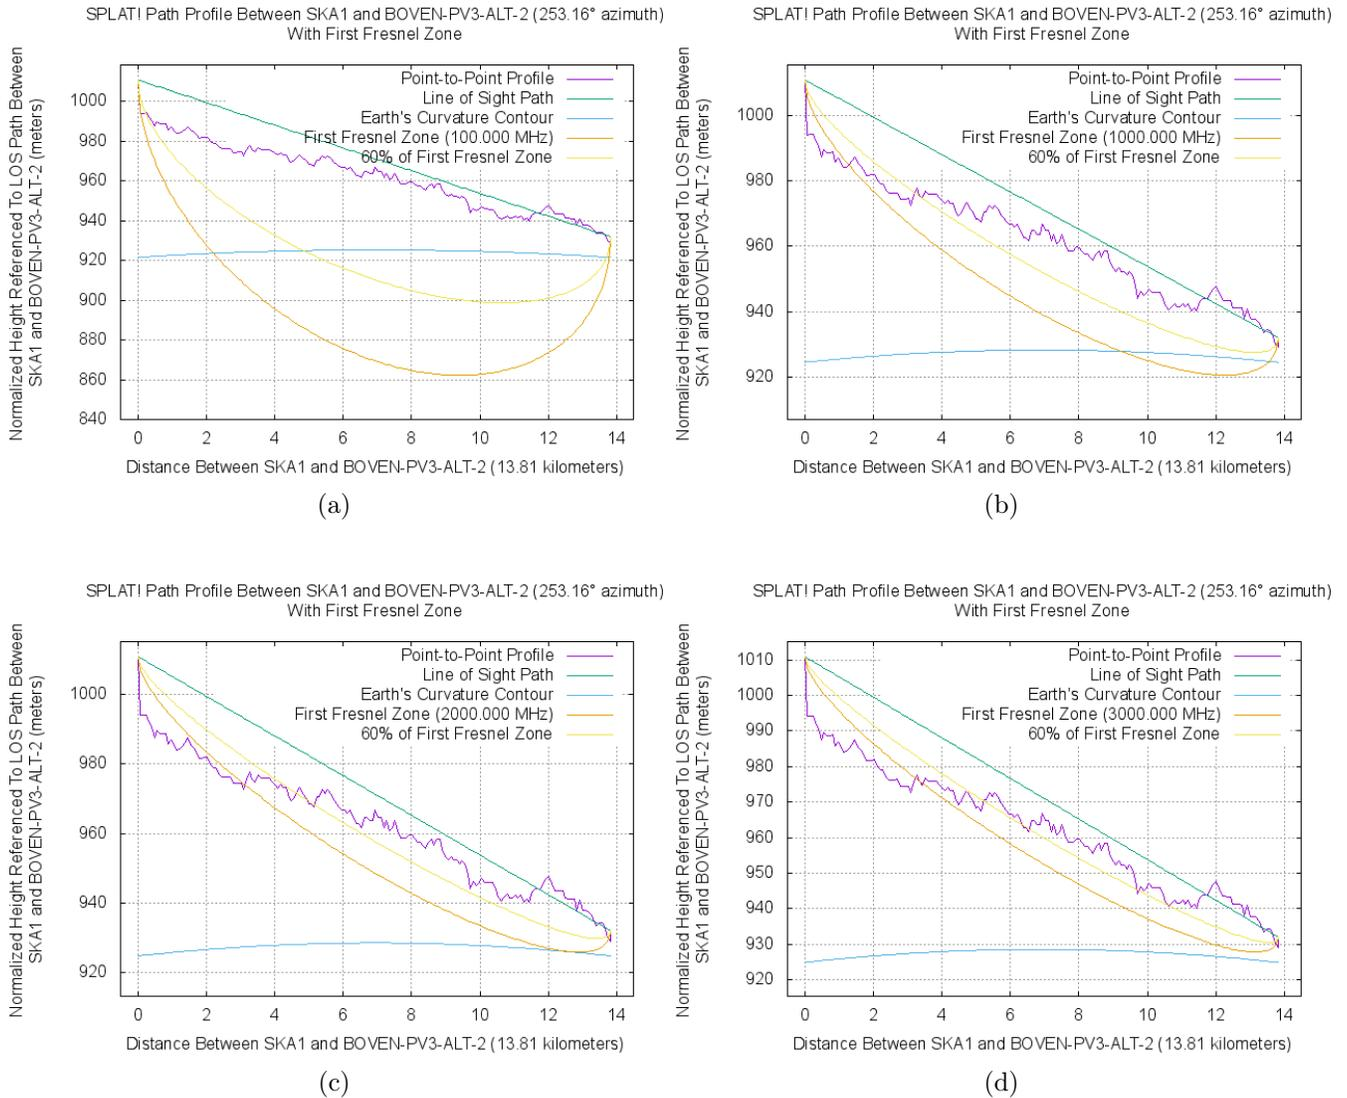 SPLAT! Path Profile Between SKA1 and BOVEN-PV3-ALT-2 (253.16° azimuth)
With First Fresnel Zone
Normalized Height Referenced To LOS Path Between
SKA1 and BOVEN-PV3-ALT-2 (meters)
Point-to-Point Profile
Line of Sight Path
Earth's Curvature Contour
First Fresnel Zone (100.000 MHz)
60% of First Fresnel Zone
1000
980
960
940
920
900
880
860
840
0 2 4 6 8 10 12 14
Distance Between SKA1 and BOVEN-PV3-ALT-2 (13.81 kilometers)
(a)
SPLAT! Path Profile Between SKA1 and BOVEN-PV3-ALT-2 (253.16° azimuth)
With First Fresnel Zone
Normalized Height Referenced To LOS Path Between
SKA1 and BOVEN-PV3-ALT-2 (meters)
Point-to-Point Profile
Line of Sight Path
Earth's Curvature Contour
First Fresnel Zone (1000.000 MHz)
60% of First Fresnel Zone
1000
980
960
940
920
0 2 4 6 8 10 12 14
Distance Between SKA1 and BOVEN-PV3-ALT-2 (13.81 kilometers)
(b)
SPLAT! Path Profile Between SKA1 and BOVEN-PV3-ALT-2 (253.16° azimuth)
With First Fresnel Zone
Normalized Height Referenced To LOS Path Between
SKA1 and BOVEN-PV3-ALT-2 (meters)
Point-to-Point Profile
Line of Sight Path
Earth's Curvature Contour
First Fresnel Zone (2000.000 MHz)
60% of First Fresnel Zone
1000
980
960
940
920
0 2 4 6 8 10 12 14
Distance Between SKA1 and BOVEN-PV3-ALT-2 (13.81 kilometers)
(c)
SPLAT! Path Profile Between SKA1 and BOVEN-PV3-ALT-2 (253.16° azimuth)
With First Fresnel Zone
Normalized Height Referenced To LOS Path Between
SKA1 and BOVEN-PV3-ALT-2 (meters)
Point-to-Point Profile
Line of Sight Path
Earth's Curvature Contour
First Fresnel Zone (3000.000 MHz)
60% of First Fresnel Zone
1010
1000
990
980
970
960
950
940
930
920
0 2 4 6 8 10 12 14
Distance Between SKA1 and BOVEN-PV3-ALT-2 (13.81 kilometers)
(d)